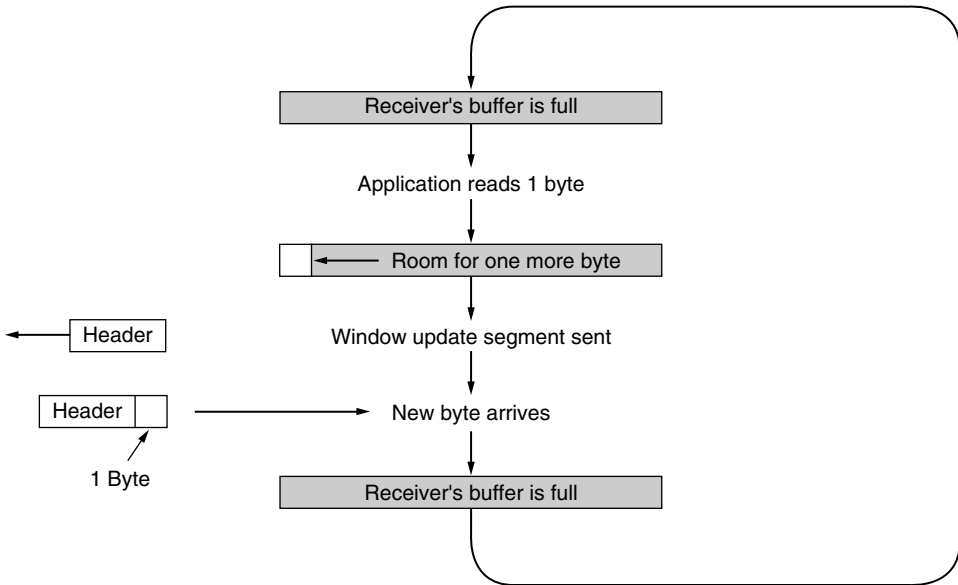 Receiver's buffer is full
Application reads 1 byte
Room for one more byte
Header
Window update segment sent
Header
New byte arrives
1 Byte
Receiver's buffer is full